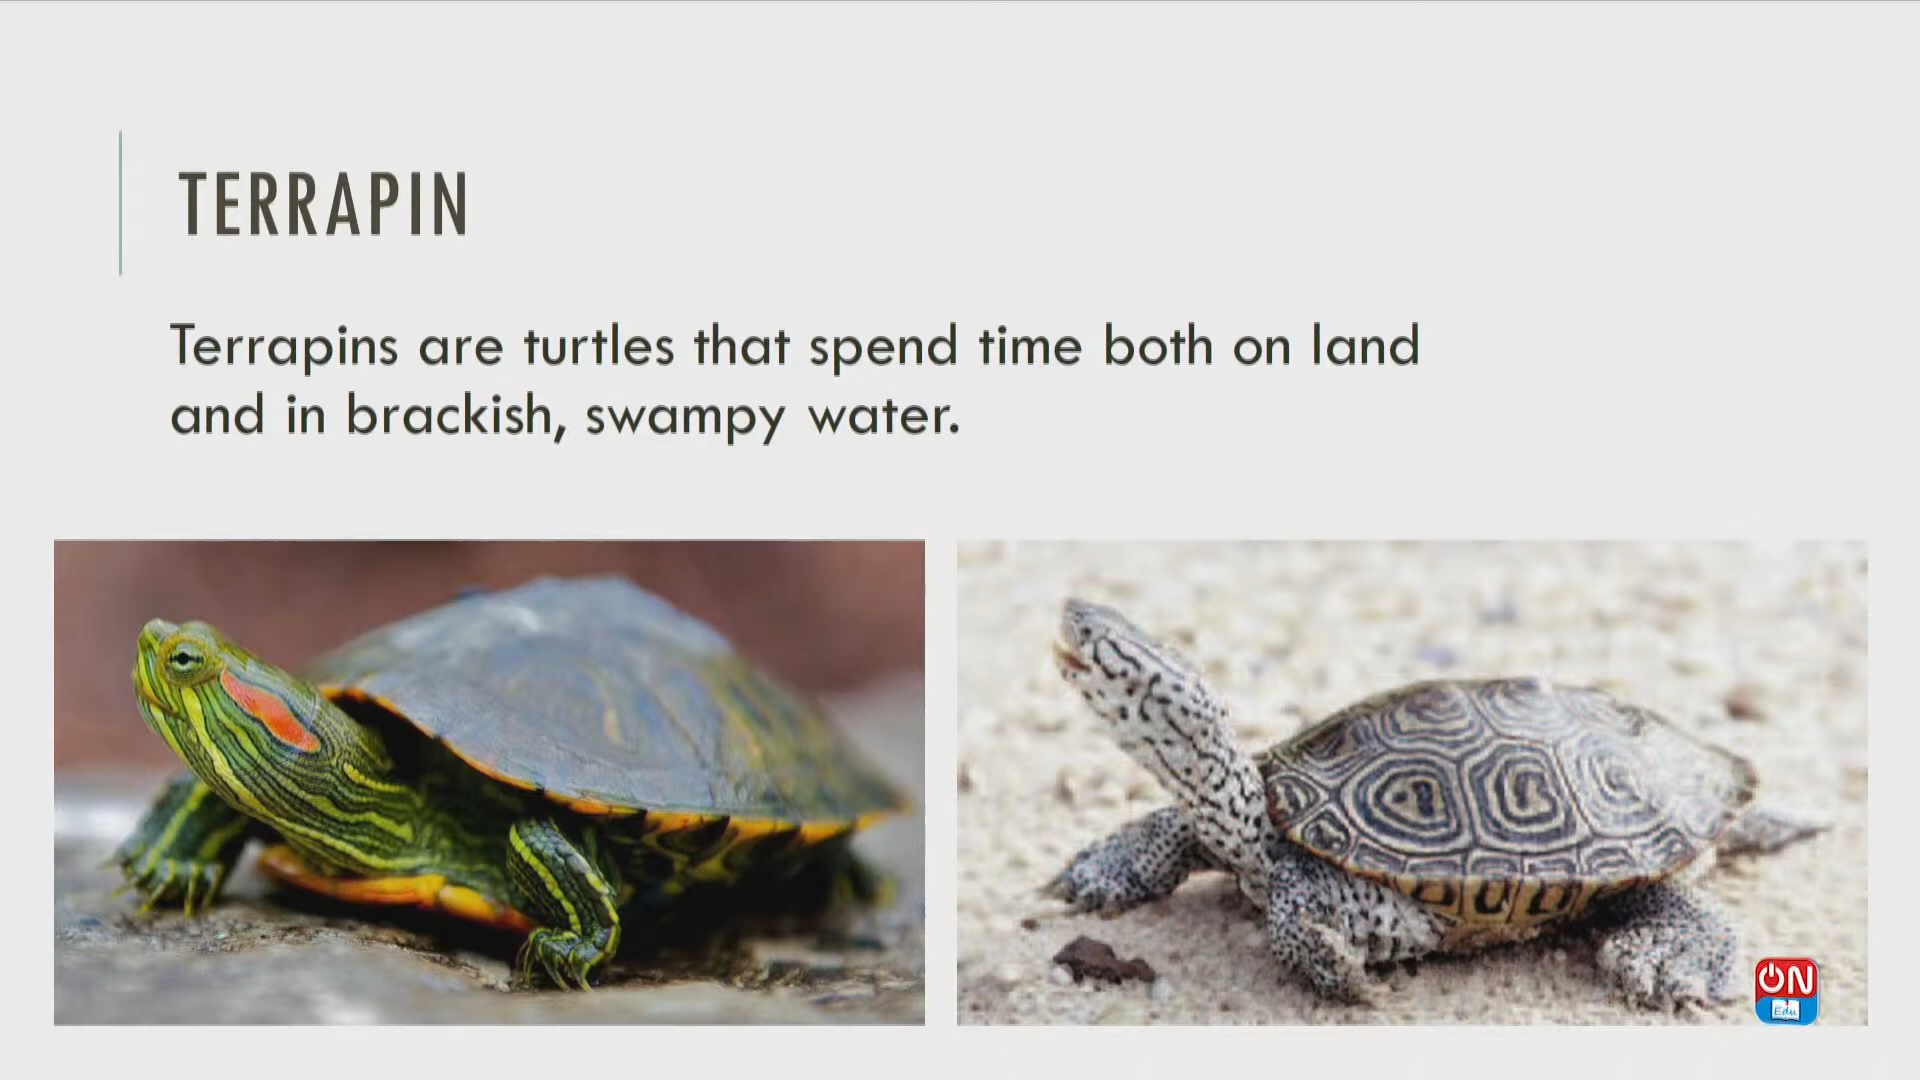 TERRAPIN
Terrapins are turtles that spend time both on land
and in brackish, swampy water.
ON
Edu